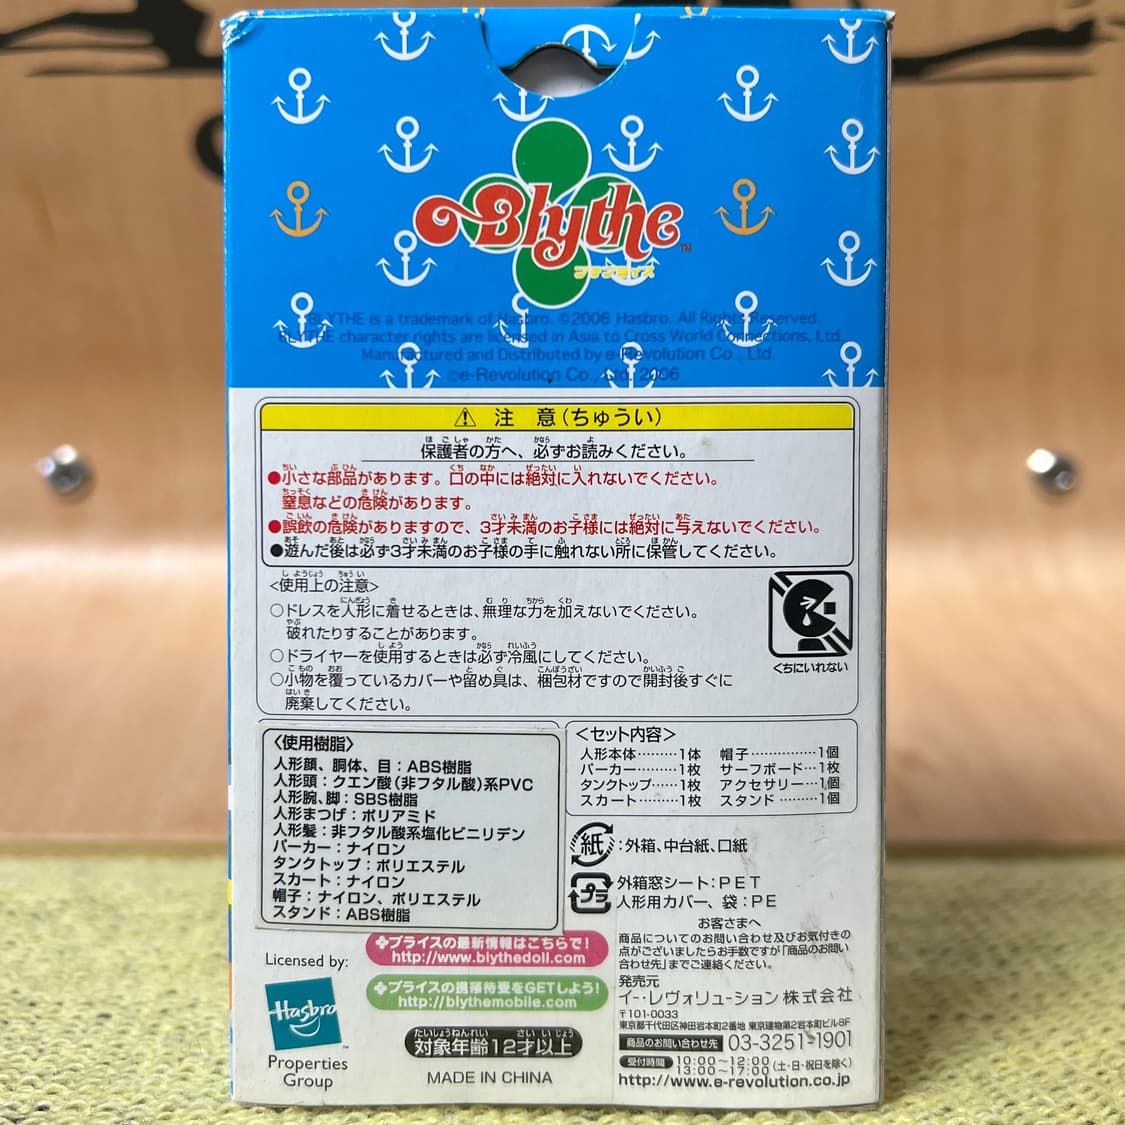 Blythe™
プチブライス
BLYTHE is a trademark of Hasbro. ©2006 Hasbro. All Rights Reserved.
BLYTHE character rights are licensed in Asia to Cross World Connections, Ltd.
Manufactured and Distributed by e-Revolution Co., Ltd.
©e-Revolution Co., Ltd. 2006
注 意(ちゅうい)
保護者の方へ、必ずお読みください。
●小さな部品があります。口の中には絶対に入れないでください。
窒息などの危険があります。
●誤飲の危険がありますので、3才未満のお子様には絶対に与えないでください。
●遊んだ後は必ず3才未満のお子様の手に触れない所に保管してください。
<使用上の注意>
○ドレスを人形に着せるときは、無理な力を加えないでください。
破れたりすることがあります。
○ドライヤーを使用するときは必ず冷風にしてください。
○小物を覆っているカバーや留め具は、梱包材ですので開封後すぐに
廃棄してください。
くちにいれない
〈使用樹脂〉
人形顔、胴体、目：ABS樹脂
人形頭：クエン酸(非フタル酸)系PVC
人形腕、脚：SBS樹脂
人形まつげ：ポリアミド
人形髪：非フタル酸系塩化ビニリデン
パーカー：ナイロン
タンクトップ：ポリエステル
スカート：ナイロン
帽子：ナイロン、ポリエステル
スタンド：ABS樹脂
<セット内容>
人形本体………1体 帽子……………1個
パーカー………1枚 サーフボード…1枚
タンクトップ……1枚 アクセサリー…1個
スカート………1枚 スタンド………1個
紙：外箱、中台紙、口紙
プラ 外箱窓シート：PET
人形用カバー、袋：PE
お客さまへ
商品についてのお問い合わせ及びお気付きの
点がございましたらお手数ですが「商品のお問い
合わせ先」までご連絡ください。
発売元
イー・レヴォリューション株式会社
〒101-0033
東京都千代田区神田岩本町2番地 東京建物第2岩本町ビル8F
商品のお問い合わせ先 03-3251-1901
受付時間 10:00〜12:00
13:00〜17:00(土・日・祝日を除く)
http://www.e-revolution.co.jp
ブライスの最新情報はこちらで!
http://www.blythedoll.com
ブライスの携帯待受をGETしよう!
http://blythemobile.com
対象年齢12才以上
MADE IN CHINA
Licensed by:
Hasbro™
Properties
Group